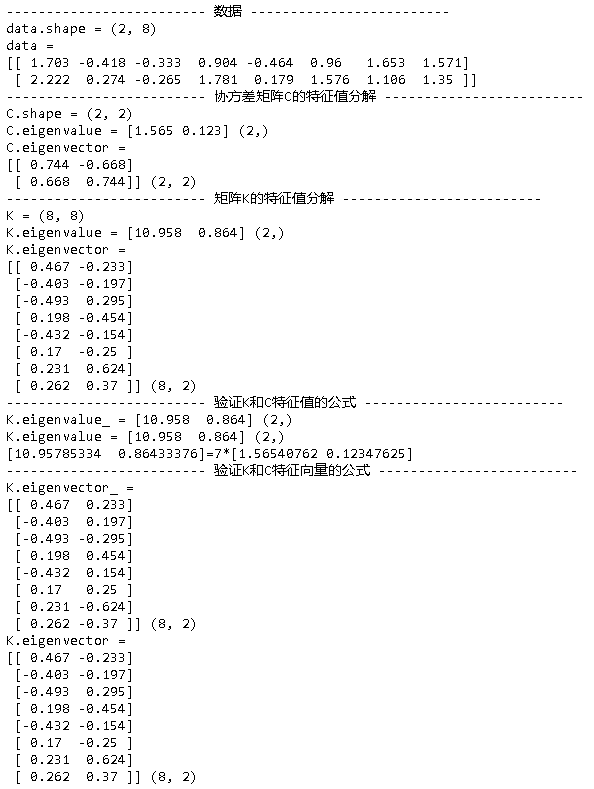 ------------------------- 数据 -------------------------
data.shape = (2, 8)
data =
[[ 1.703 -0.418 -0.333  0.904 -0.464  0.96   1.653  1.571]
 [ 2.222  0.274 -0.265  1.781  0.179  1.576  1.106  1.35 ]]
------------------------- 协方差矩阵C的特征值分解 -------------------------
C.shape = (2, 2)
C.eigenvalue = [1.565 0.123] (2,)
C.eigenvector =
[[ 0.744 -0.668]
 [ 0.668  0.744]] (2, 2)
------------------------- 矩阵K的特征值分解 -------------------------
K = (8, 8)
K.eigenvalue = [10.958  0.864] (2,)
K.eigenvector =
[[ 0.467 -0.233]
 [-0.403 -0.197]
 [-0.493  0.295]
 [ 0.198 -0.454]
 [-0.432 -0.154]
 [ 0.17  -0.25 ]
 [ 0.231  0.624]
 [ 0.262  0.37 ]] (8, 2)
------------------------- 验证K和C特征值的公式 -------------------------
K.eigenvalue_ = [10.958  0.864] (2,)
K.eigenvalue = [10.958  0.864] (2,)
[10.95785334  0.86433376]=7*[1.56540762 0.12347625]
------------------------- 验证K和C特征向量的公式 -------------------------
K.eigenvector_ =
[[ 0.467  0.233]
 [-0.403  0.197]
 [-0.493 -0.295]
 [ 0.198  0.454]
 [-0.432  0.154]
 [ 0.17   0.25 ]
 [ 0.231 -0.624]
 [ 0.262 -0.37 ]] (8, 2)
K.eigenvector =
[[ 0.467 -0.233]
 [-0.403 -0.197]
 [-0.493  0.295]
 [ 0.198 -0.454]
 [-0.432 -0.154]
 [ 0.17  -0.25 ]
 [ 0.231  0.624]
 [ 0.262  0.37 ]] (8, 2)